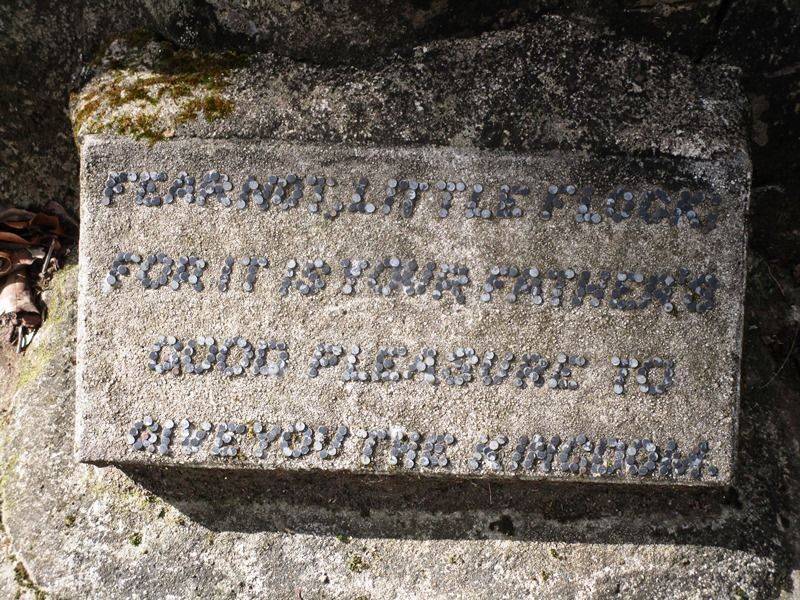 FEAR NOT, LITTLE FLOCK;
FOR IT IS YOUR FATHER'S
GOOD PLEASURE TO
GIVE YOU THE KINGDOM.